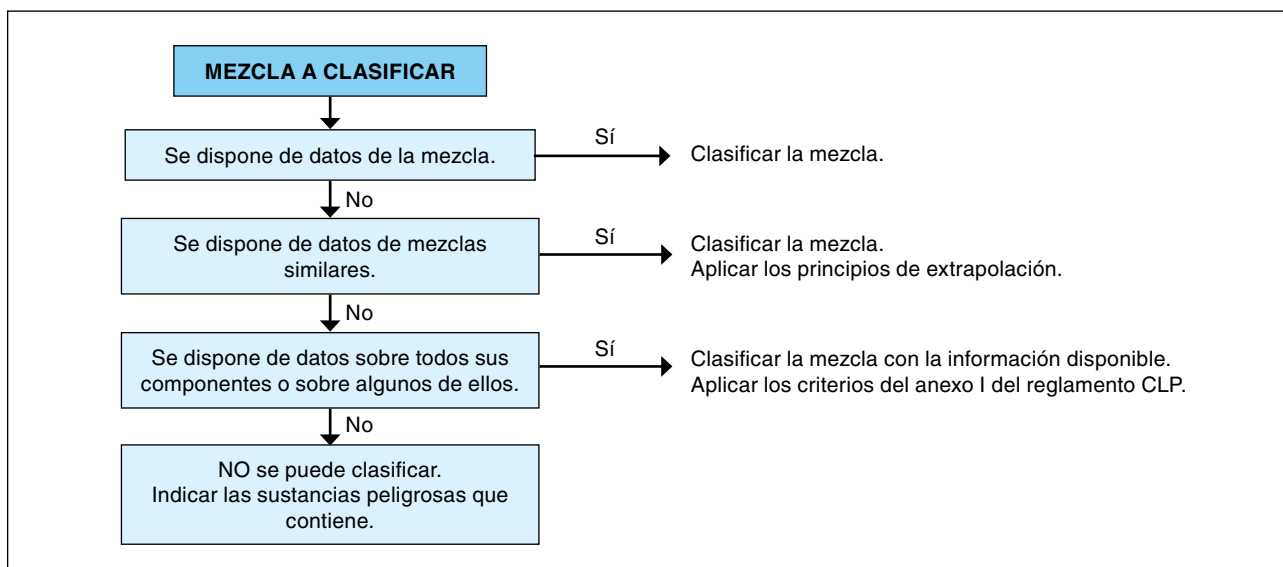 MEZCLA A CLASIFICAR
Se dispone de datos de la mezcla.
Sí
Clasificar la mezcla.
No
Se dispone de datos de mezclas
similares.
Sí
Clasificar la mezcla.
Aplicar los principios de extrapolación.
No
Se dispone de datos sobre todos sus
componentes o sobre algunos de ellos.
Sí
Clasificar la mezcla con la información disponible.
Aplicar los criterios del anexo I del reglamento CLP.
No
NO se puede clasificar.
Indicar las sustancias peligrosas que
contiene.